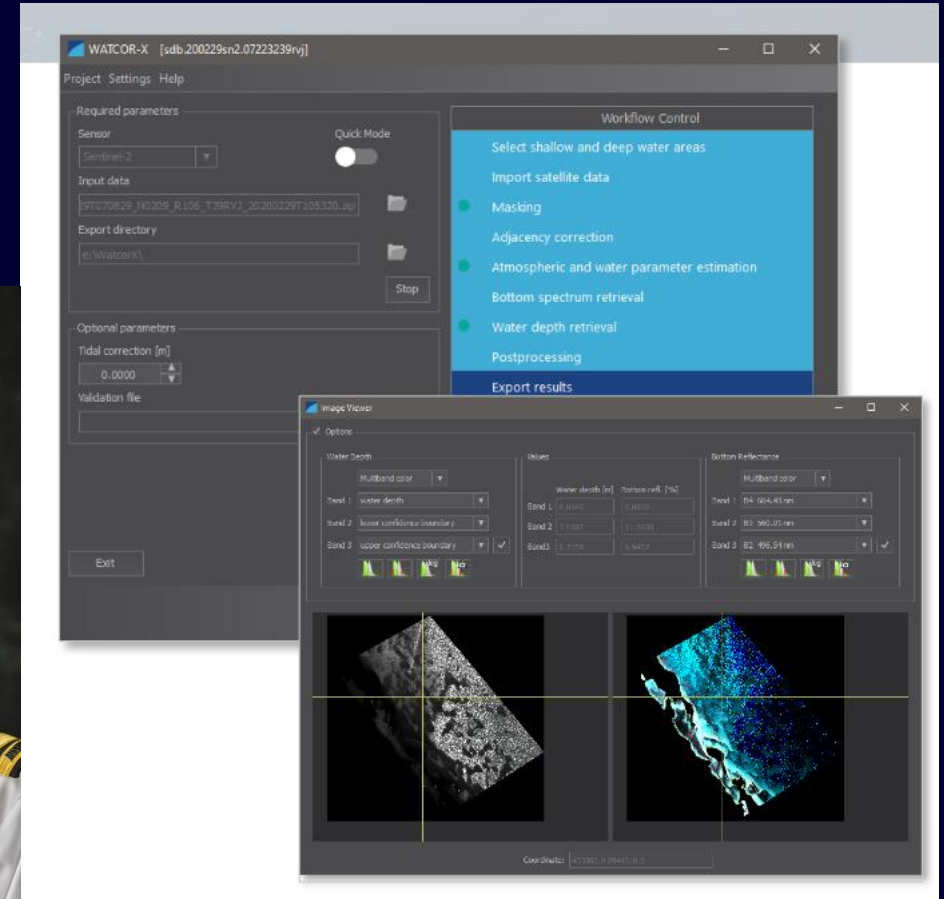 WATCOR-X [sdb.200229sn2.07223239rvj]
Project Settings Help
Required parameters
Sensor
Quick Mode
Sentinel-2
Input data
Export directory
e:\WatcorX\
Stop
Optional parameters
Tidal correction [m]
0.0000
Validation file
Exit
Workflow Control
Select shallow and deep water areas
Import satellite data
Masking
Adjacency correction
Atmospheric and water parameter estimation
Bottom spectrum retrieval
Water depth retrieval
Postprocessing
Export results
Image Viewer
Options
Water Depth
Multiband color
Band 1 water depth
Band 2 lower confidence boundary
Band 3 upper confidence boundary
Values
Water depth [m] Bottom refl. [%]
Band 1
Band 2
Band3
Bottom Reflectance
Multiband color
Band 1 B4 664.45 nm
Band 2 B3 560.01 nm
Band 3 B2 496.54 nm
Coordinate: